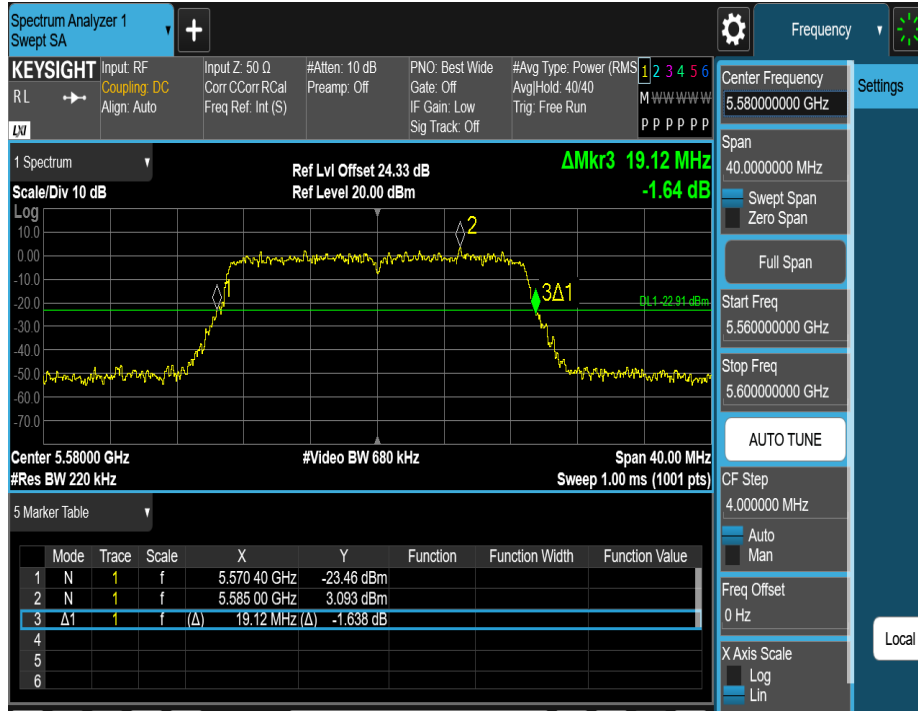 Spectrum Analyzer 1
Swept SA
+
Frequency
KEYSIGHT
RL
LXI
Input: RF
Coupling: DC
Align: Auto
Input Z: 50 Ω
Corr CCorr RCal
Freq Ref: Int (S)
#Atten: 10 dB
Preamp: Off
PNO: Best Wide
Gate: Off
IF Gain: Low
Sig Track: Off
#Avg Type: Power (RMS
Avg|Hold: 40/40
Trig: Free Run
1 2 3 4 5 6
M W W W W W
P P P P P P
1 Spectrum
Scale/Div 10 dB
Ref Lvl Offset 24.33 dB
Ref Level 20.00 dBm
ΔMkr3 19.12 MHz
-1.64 dB
Log
10.0
0.00
-10.0
-20.0
-30.0
-40.0
-50.0
-60.0
-70.0
1
2
3Δ1
DL1 -22.91 dBm
Center 5.58000 GHz
#Video BW 680 kHz
Span 40.00 MHz
#Res BW 220 kHz
Sweep 1.00 ms (1001 pts)
5 Marker Table
Mode Trace Scale X Y Function Function Width Function Value
1 N 1 f 5.570 40 GHz -23.46 dBm
2 N 1 f 5.585 00 GHz 3.093 dBm
3 Δ1 1 f (Δ) 19.12 MHz (Δ) -1.638 dB
4
5
6
Center Frequency
5.580000000 GHz
Settings
Span
40.0000000 MHz
Swept Span
Zero Span
Full Span
Start Freq
5.560000000 GHz
Stop Freq
5.600000000 GHz
AUTO TUNE
CF Step
4.000000 MHz
Auto
Man
Freq Offset
0 Hz
Local
X Axis Scale
Log
Lin